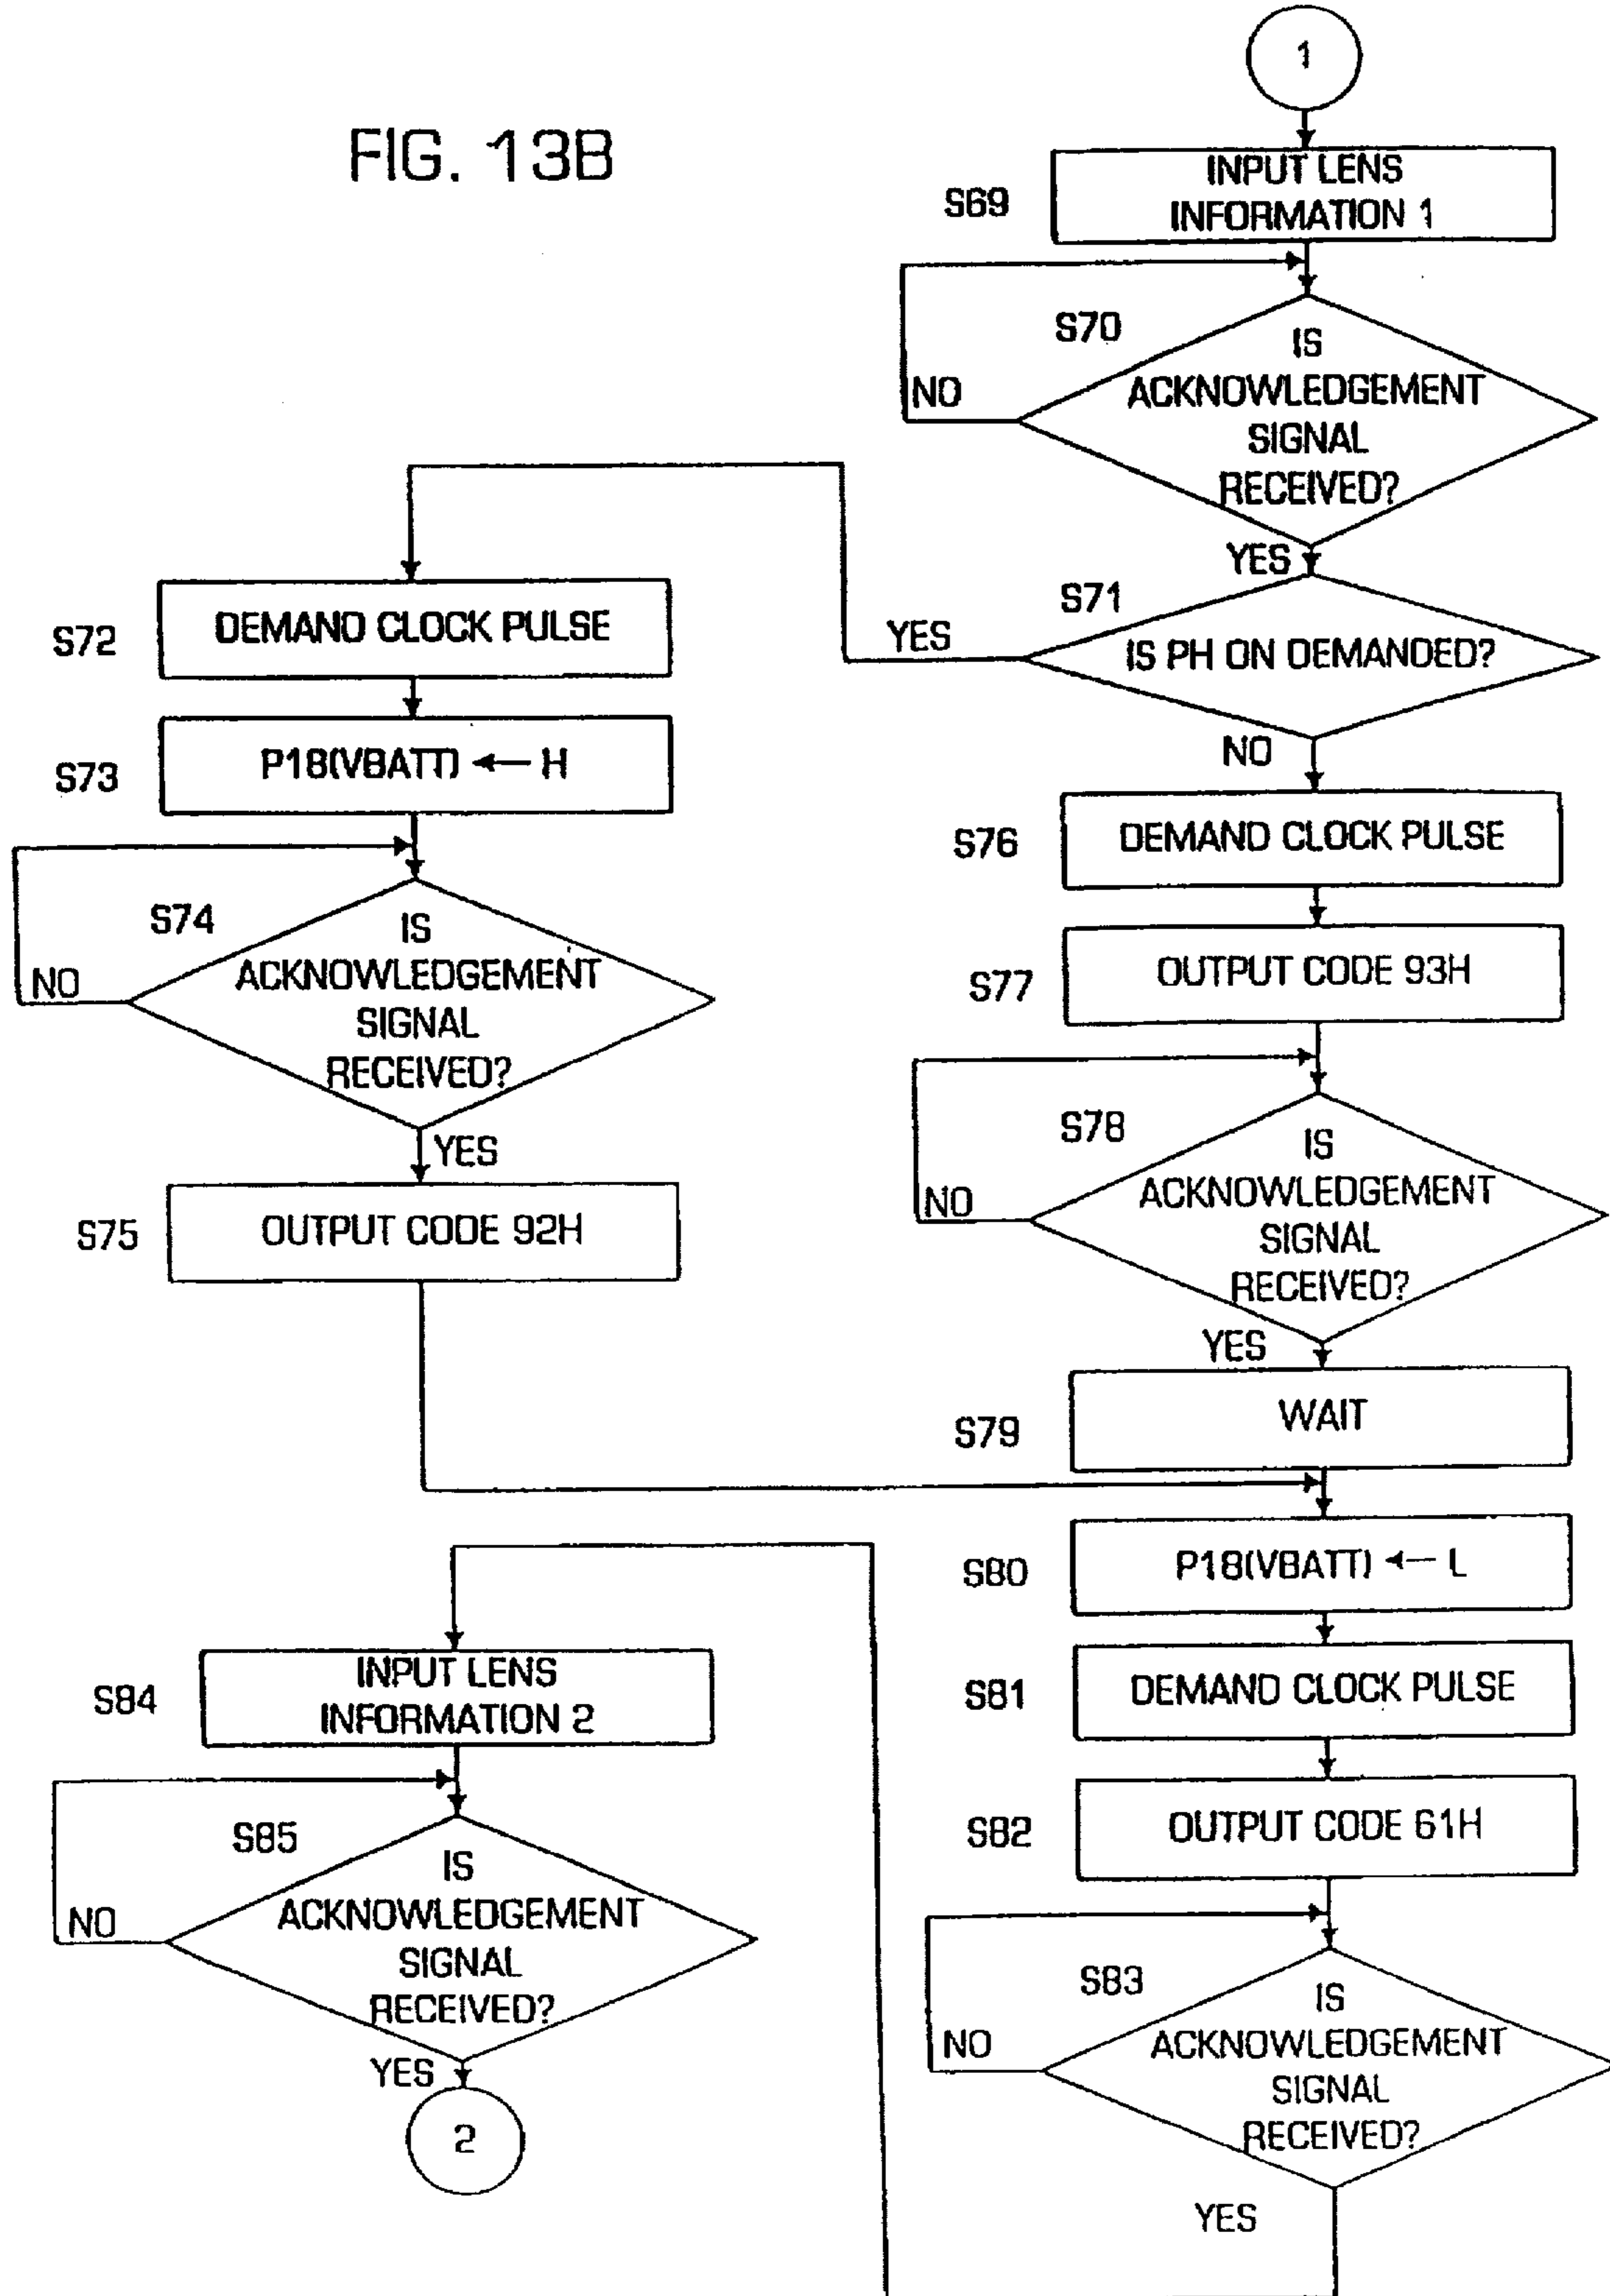 FIG. 13B
1
S69
INPUT LENS
INFORMATION 1
S70
IS
ACKNOWLEDGEMENT
SIGNAL
RECEIVED?
NO
YES
S71
IS PH ON DEMANDED?
YES
NO
S72
DEMAND CLOCK PULSE
S73
P18(VBATT) ← H
S74
IS
ACKNOWLEDGEMENT
SIGNAL
RECEIVED?
NO
YES
S75
OUTPUT CODE 92H
S76
DEMAND CLOCK PULSE
S77
OUTPUT CODE 93H
S78
IS
ACKNOWLEDGEMENT
SIGNAL
RECEIVED?
NO
YES
S79
WAIT
S80
P18(VBATT) ← L
S81
DEMAND CLOCK PULSE
S82
OUTPUT CODE 61H
S83
IS
ACKNOWLEDGEMENT
SIGNAL
RECEIVED?
NO
YES
S84
INPUT LENS
INFORMATION 2
S85
IS
ACKNOWLEDGEMENT
SIGNAL
RECEIVED?
NO
YES
2